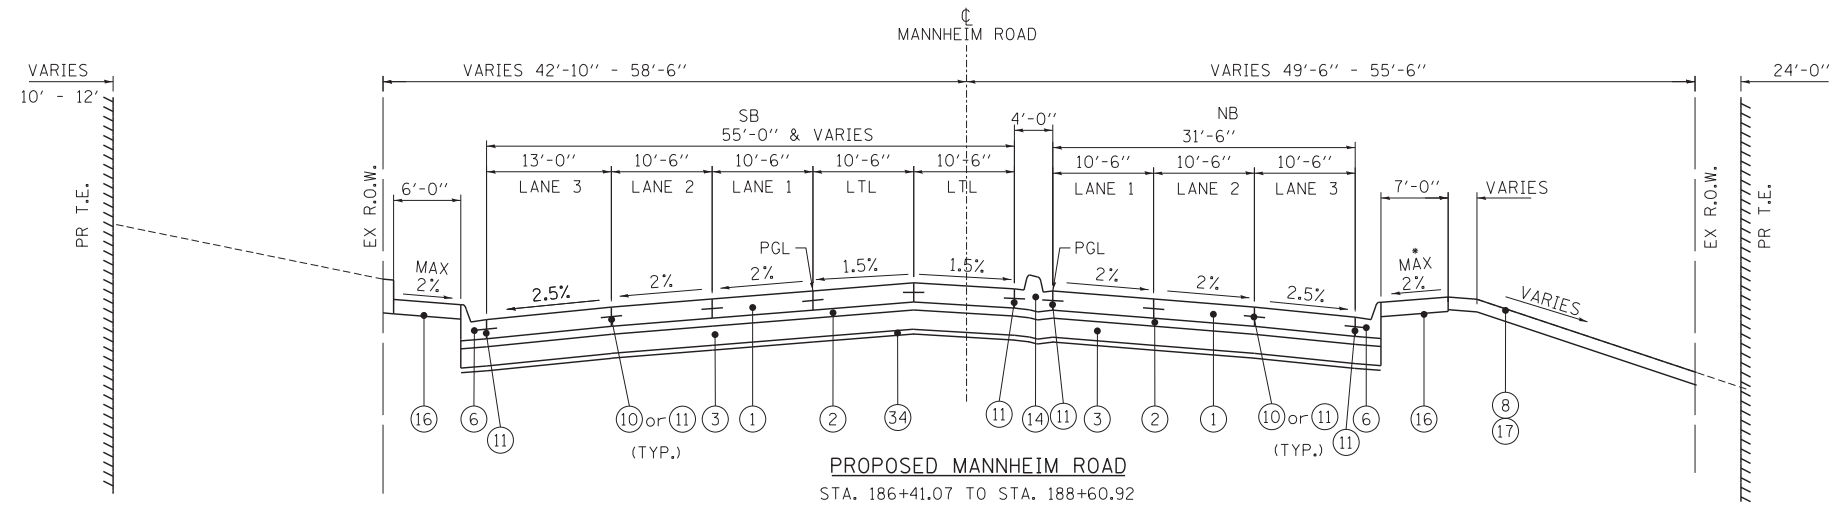 ℄
MANNHEIM ROAD
VARIES
10' - 12'
VARIES 42'-10" - 58'-6"
VARIES 49'-6" - 55'-6"
24'-0"
SB
55'-0" & VARIES
4'-0"
NB
31'-6"
13'-0"
10'-6"
10'-6"
10'-6"
10'-6"
10'-6"
10'-6"
10'-6"
LANE 3
LANE 2
LANE 1
LTL
LTL
LANE 1
LANE 2
LANE 3
6'-0"
7'-0"
VARIES
PR T.E.
EX R.O.W.
EX R.O.W.
PR T.E.
PGL
PGL
MAX
2%
2.5%
2%
2%
1.5%
1.5%
2%
2%
2.5%
*
MAX
2%
VARIES
16
6
11
10 or 11
(TYP.)
3
1
2
34
11
14
11
3
2
1
10 or 11
(TYP.)
11
6
16
8
17
PROPOSED MANNHEIM ROAD
STA. 186+41.07 TO STA. 188+60.92